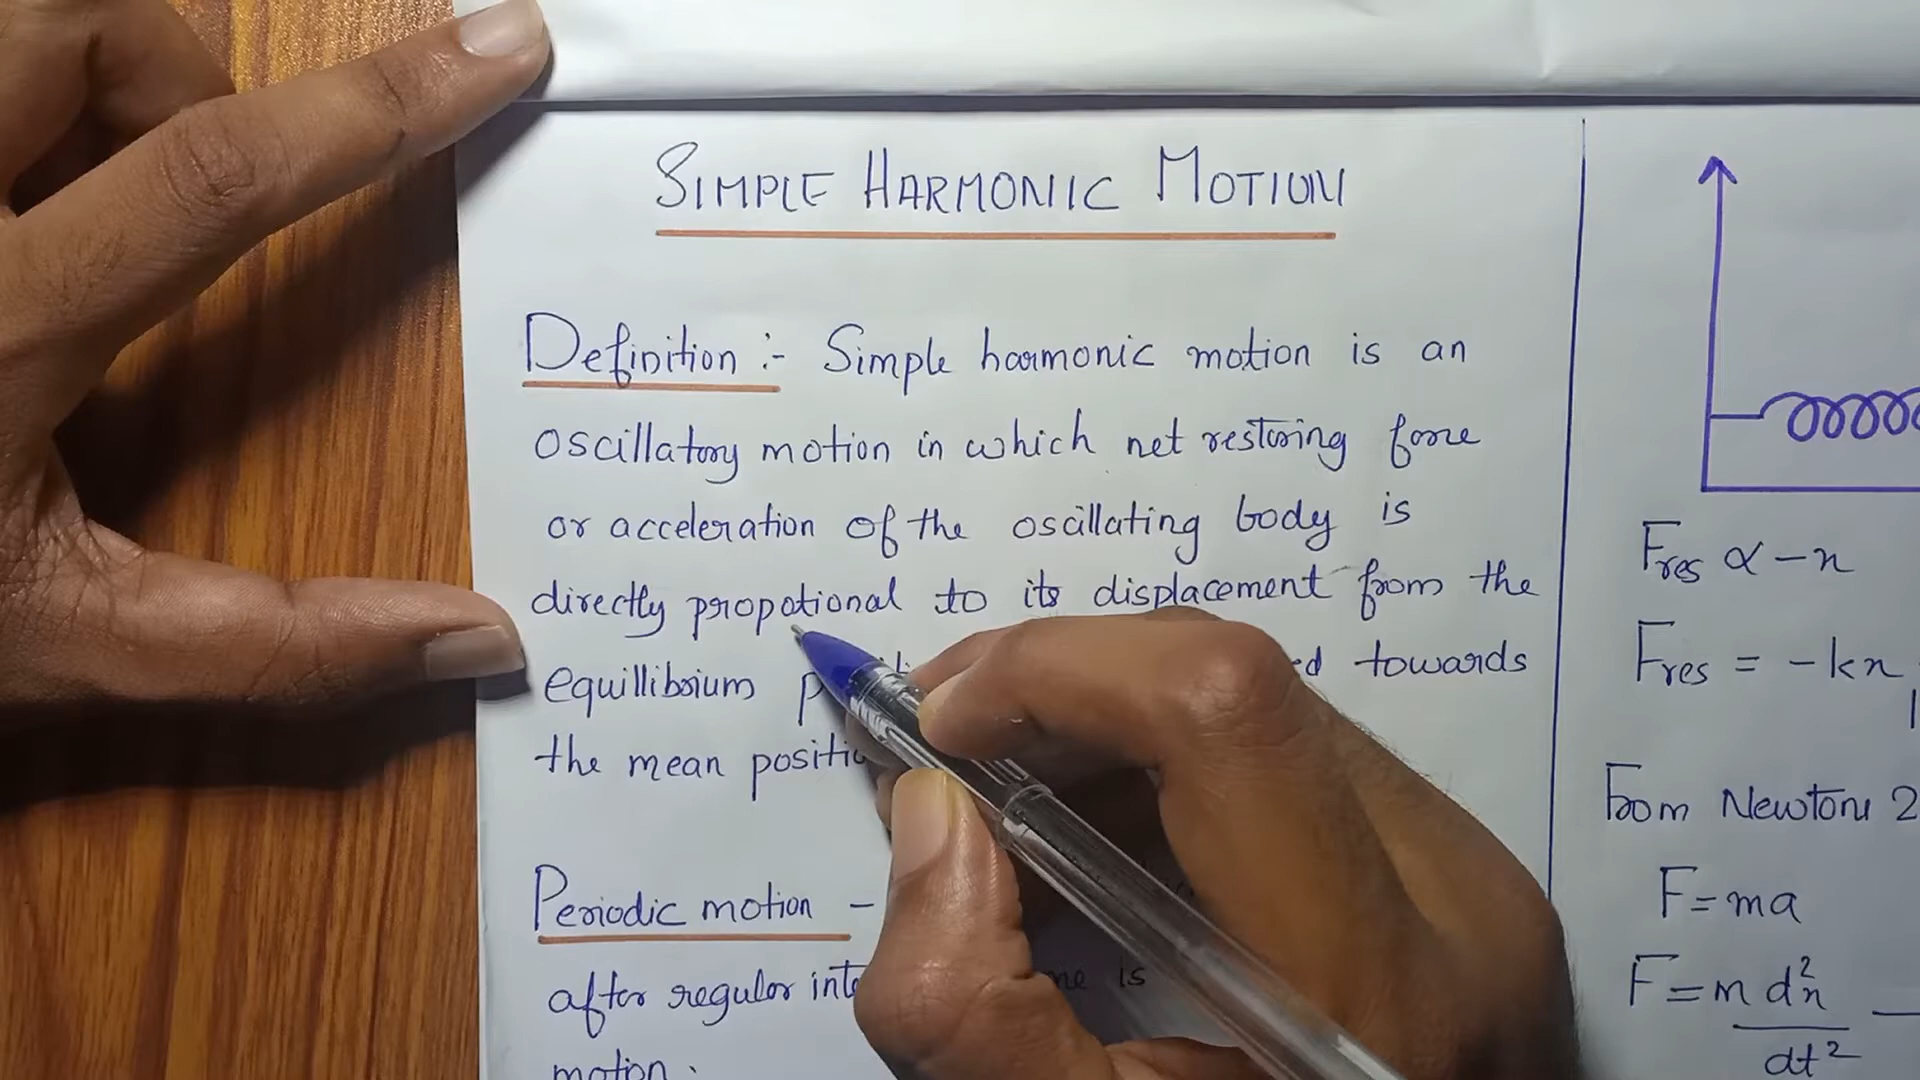 SIMPLE HARMONIC MOTION
Definition :- Simple harmonic motion is an
oscillatory motion in which net restoring force
or acceleration of the oscillating body is
directly propotional to its displacement from the
equillibrium
towards
the mean
Periodic motion -
after regular
is
motion.
Fres ∝ -x
Fres = -kx
From Newtons 2
F=ma
F=m d²x
dt²